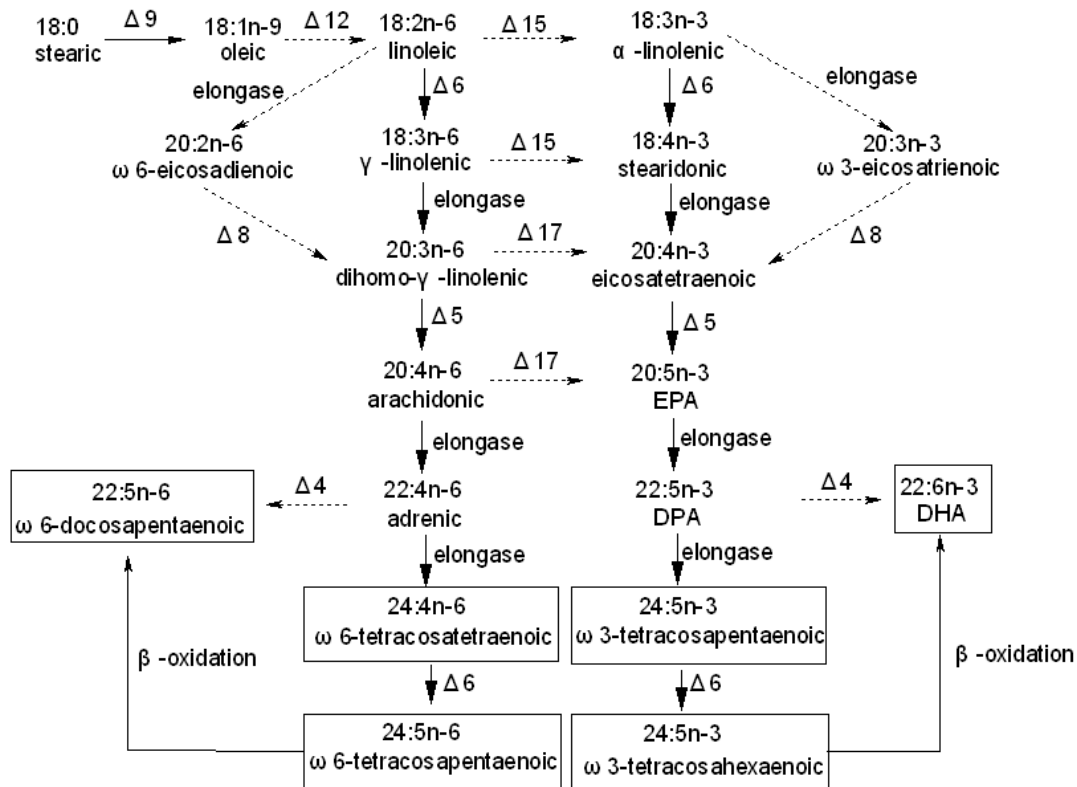 18:0
stearic
Δ 9
18:1n-9
oleic
Δ 12
18:2n-6
linoleic
Δ 15
18:3n-3
α -linolenic
elongase
Δ 6
Δ 6
elongase
20:2n-6
ω 6-eicosadienoic
18:3n-6
γ -linolenic
Δ 15
18:4n-3
stearidonic
20:3n-3
ω 3-eicosatrienoic
Δ 8
elongase
elongase
Δ 8
20:3n-6
dihomo-γ -linolenic
Δ 17
20:4n-3
eicosatetraenoic
Δ 5
Δ 5
20:4n-6
arachidonic
Δ 17
20:5n-3
EPA
elongase
elongase
22:5n-6
ω 6-docosapentaenoic
Δ 4
22:4n-6
adrenic
22:5n-3
DPA
Δ 4
22:6n-3
DHA
elongase
elongase
24:4n-6
ω 6-tetracosatetraenoic
24:5n-3
ω 3-tetracosapentaenoic
β -oxidation
Δ 6
Δ 6
β -oxidation
24:5n-6
ω 6-tetracosapentaenoic
24:5n-3
ω 3-tetracosahexaenoic